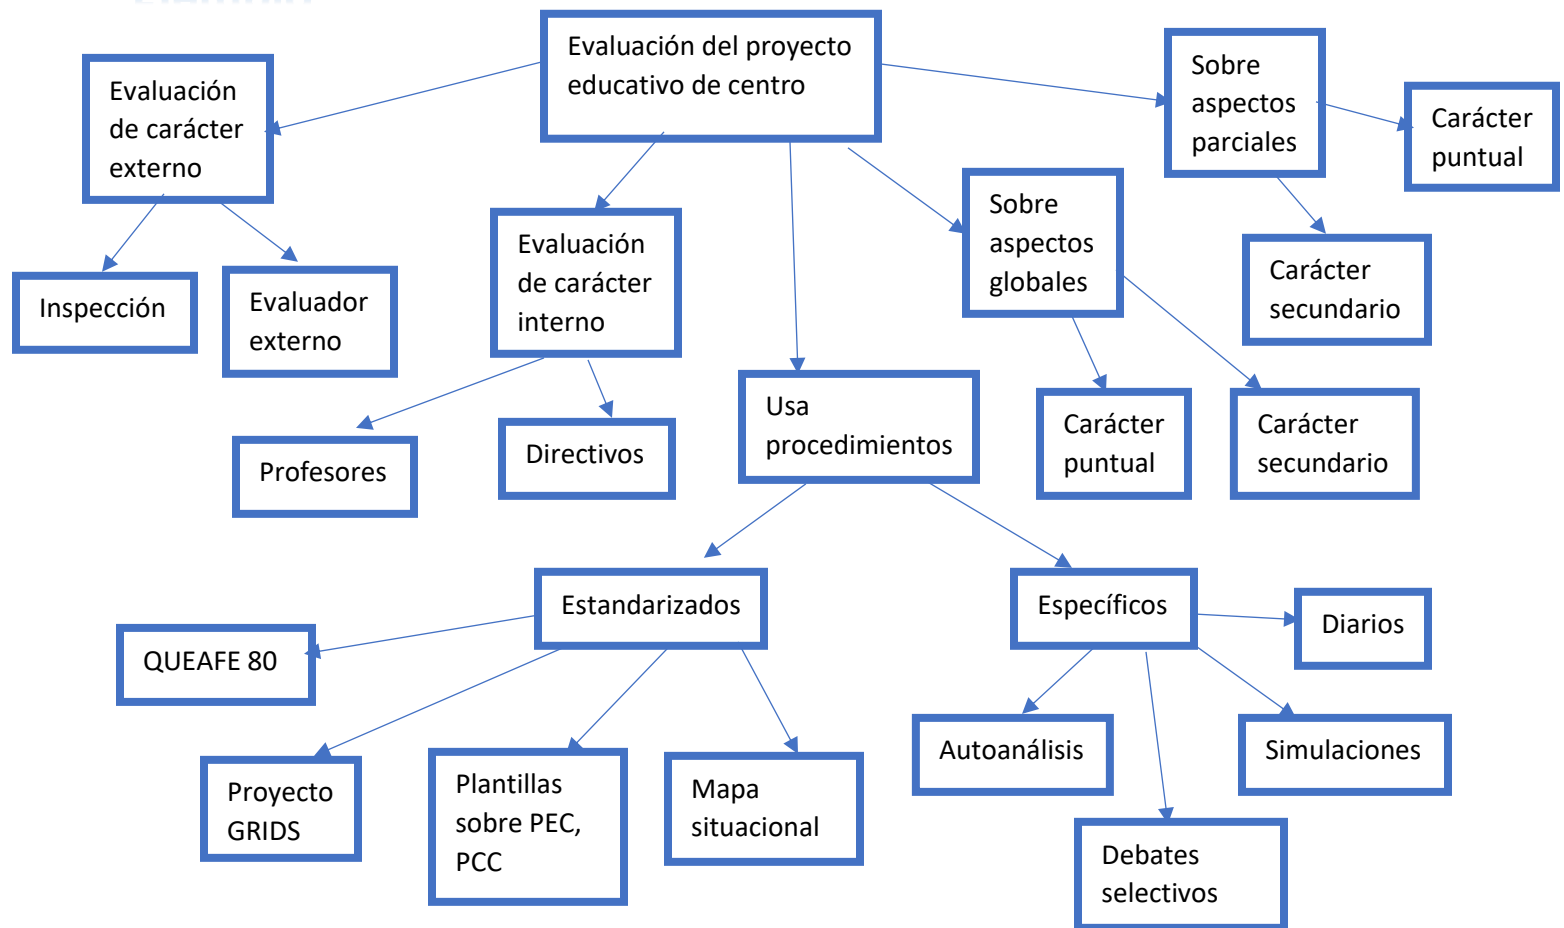 Evaluación del proyecto
educativo de centro
Evaluación
de carácter
externo
Inspección
Evaluador
externo
Evaluación
de carácter
interno
Profesores
Directivos
Usa
procedimientos
Sobre
aspectos
globales
Carácter
puntual
Carácter
secundario
Sobre
aspectos
parciales
Carácter
puntual
Carácter
secundario
Estandarizados
QUEAFE 80
Proyecto
GRIDS
Plantillas
sobre PEC,
PCC
Mapa
situacional
Específicos
Diarios
Autoanálisis
Simulaciones
Debates
selectivos